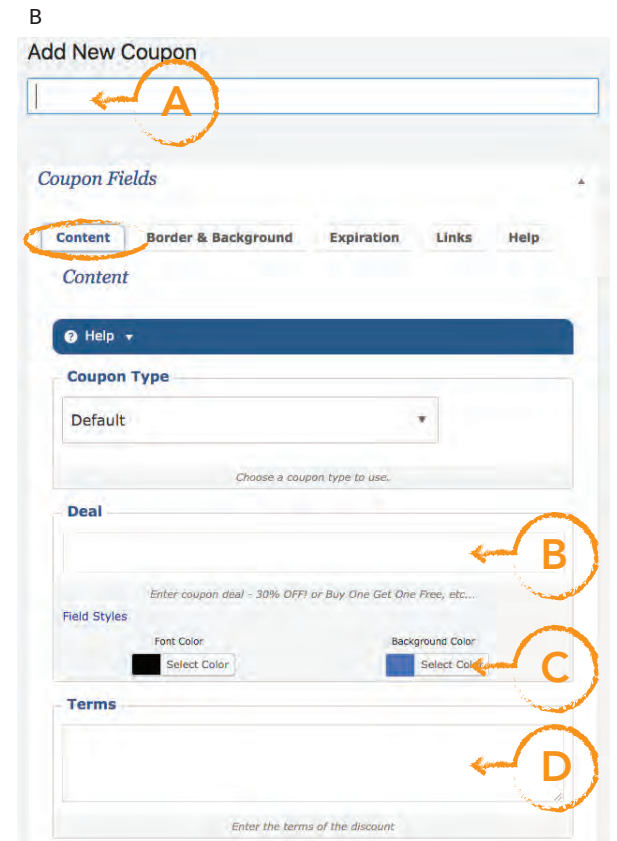 B
Add New Coupon
A
Coupon Fields
Content Border & Background Expiration Links Help
Content
Help
Coupon Type
Default
Choose a coupon type to use.
Deal
B
Enter coupon deal - 30% OFF! or Buy One Get One Free, etc...
Field Styles
Font Color Background Color
Select Color Select Color
C
Terms
D
Enter the terms of the discount